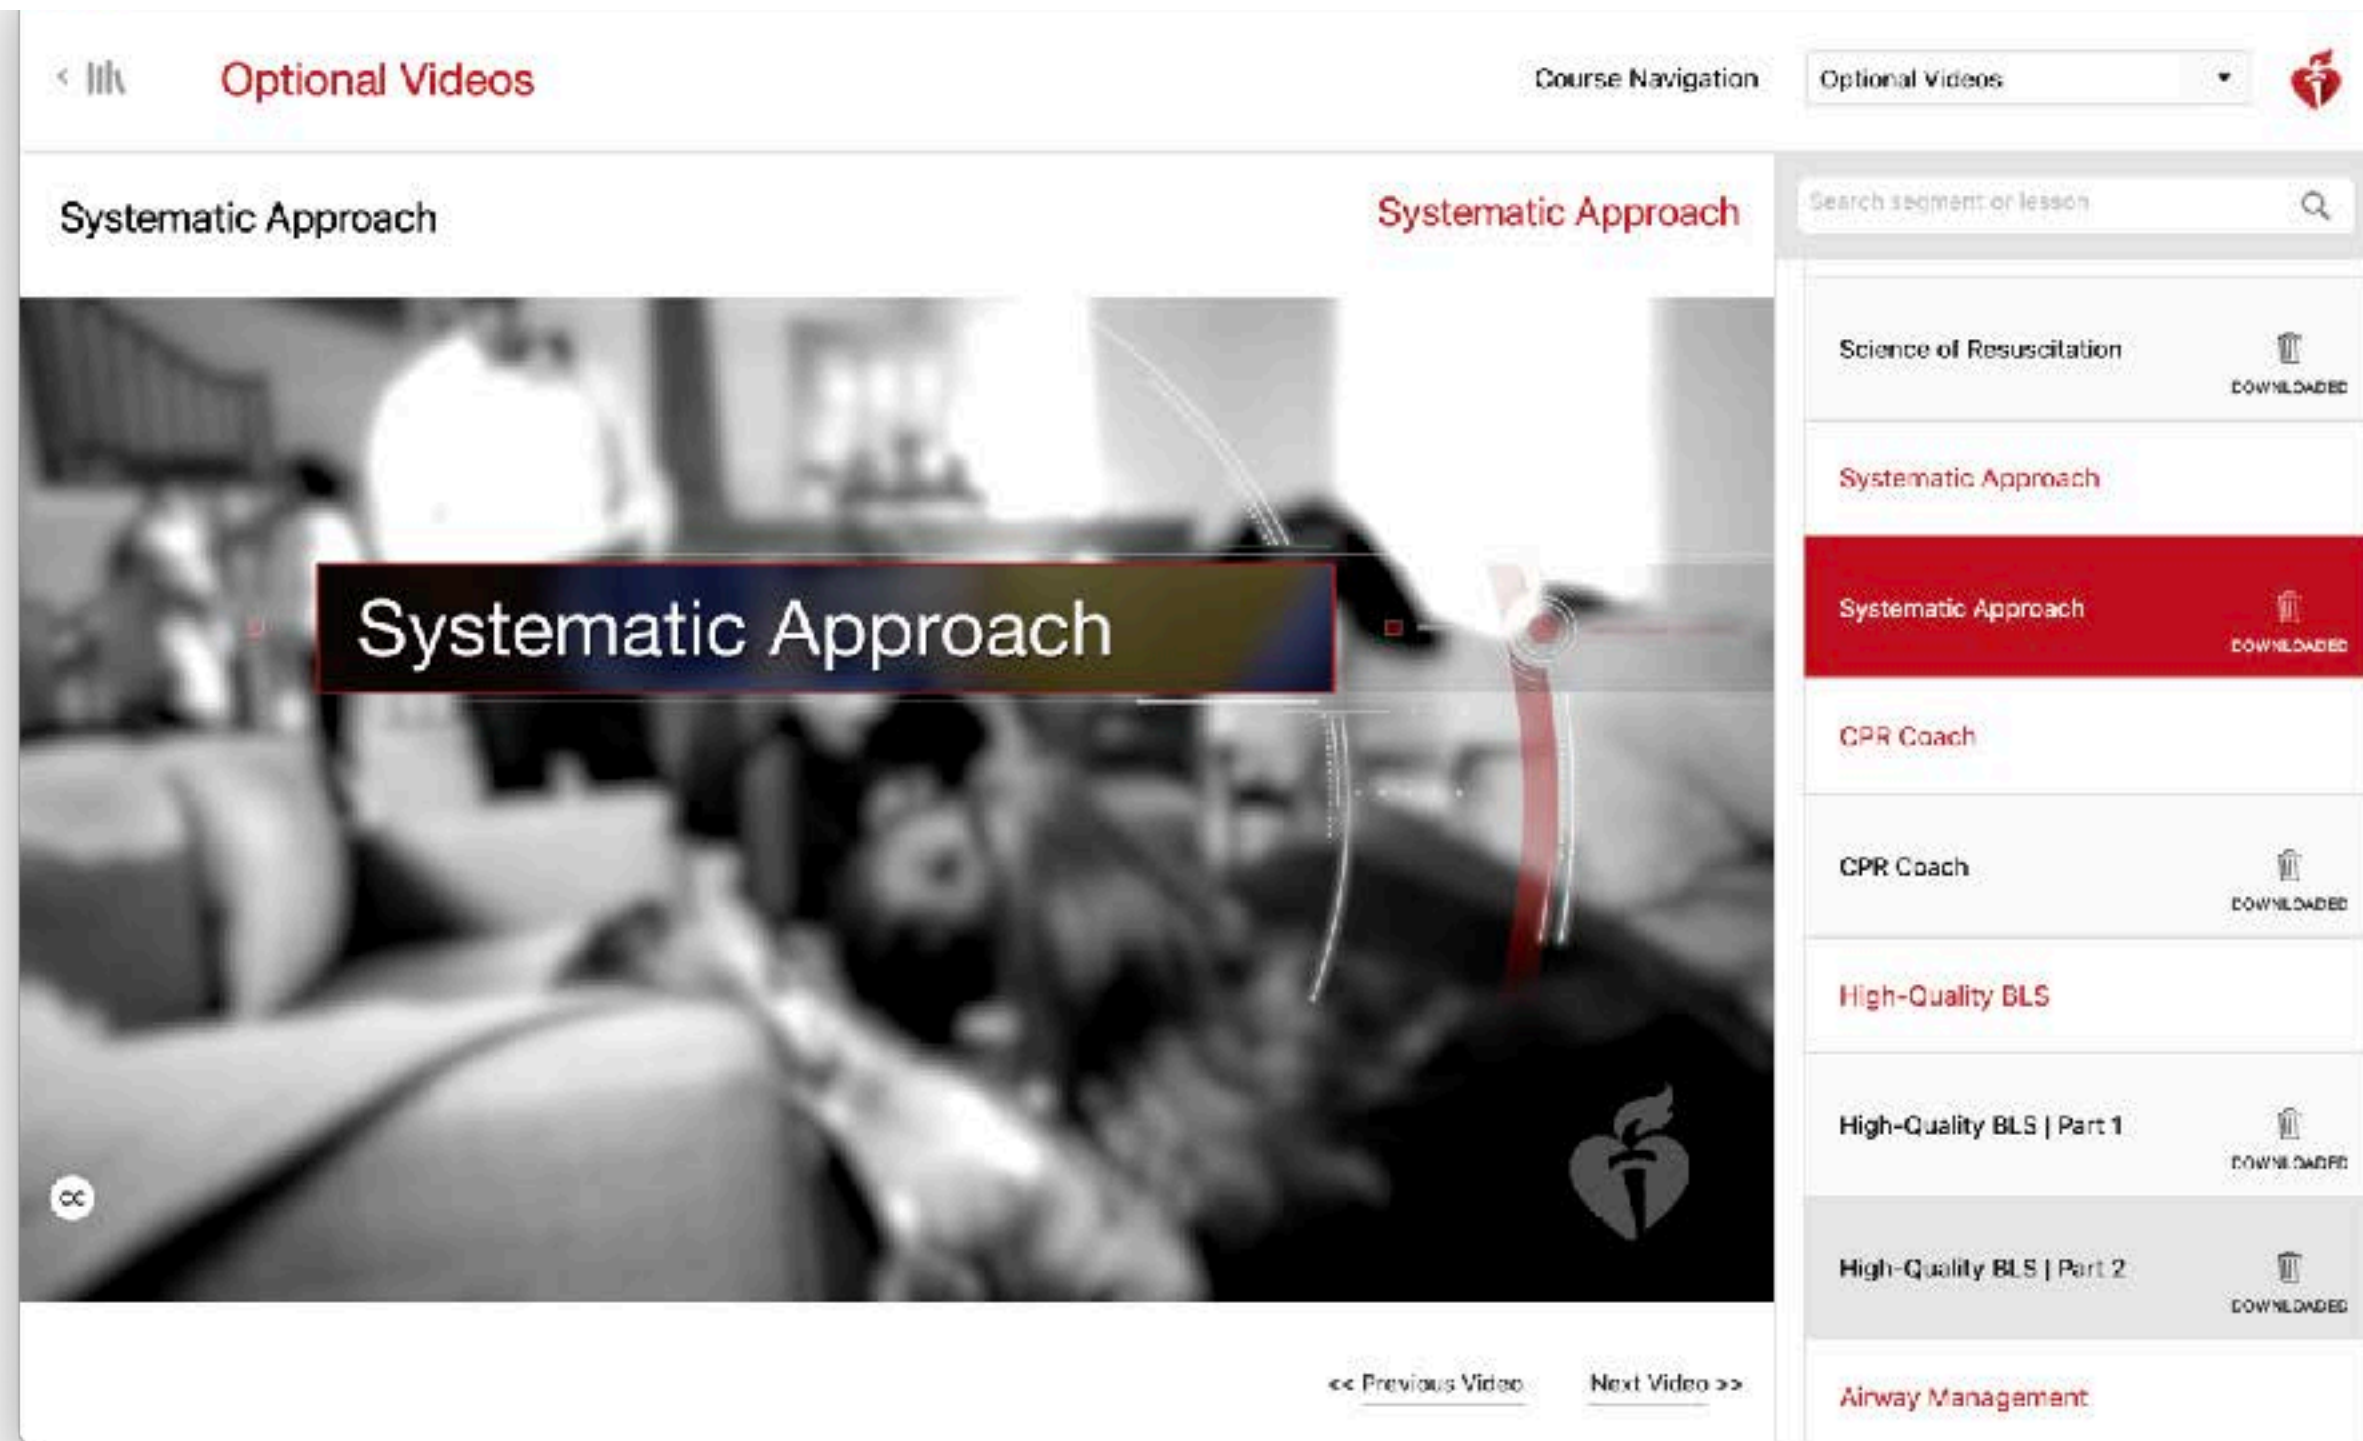 Optional Videos
Course Navigation
Optional Videos
Systematic Approach
Systematic Approach
Search segment or lesson
Systematic Approach
CC
<< Previous Video
Next Video >>
Science of Resuscitation
DOWNLOADED
Systematic Approach
Systematic Approach
DOWNLOADED
CPR Coach
CPR Coach
DOWNLOADED
High-Quality BLS
High-Quality BLS | Part 1
DOWNLOADED
High-Quality BLS | Part 2
DOWNLOADED
Airway Management